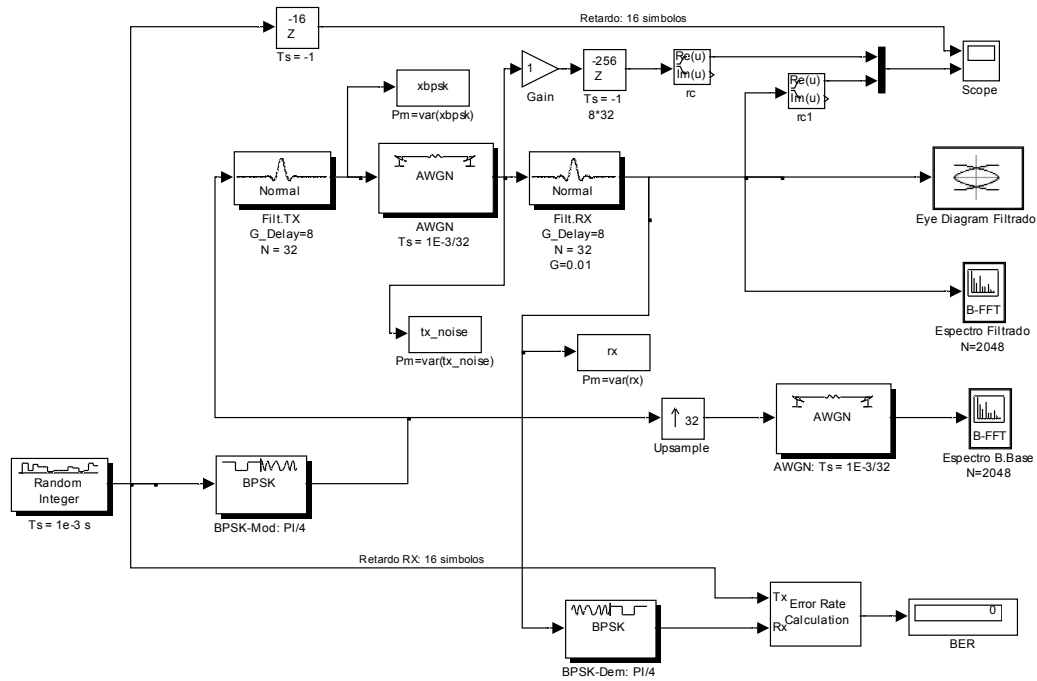 -16
Z
Ts = -1
Retardo: 16 simbolos
xbpsk
Pm=var(xbpsk)
1
Gain
-256
Z
Ts = -1
8*32
Re(u)
Im(u)
rc
Re(u)
Im(u)
rc1
Scope
Normal
Filt.TX
G_Delay=8
N = 32
AWGN
AWGN
Ts = 1E-3/32
Normal
Filt.RX
G_Delay=8
N = 32
G=0.01
Eye Diagram Filtrado
tx_noise
Pm=var(tx_noise)
rx
Pm=var(rx)
B-FFT
Espectro Filtrado
N=2048
32
Upsample
AWGN
AWGN: Ts = 1E-3/32
B-FFT
Espectro B.Base
N=2048
Random
Integer
Ts = 1e-3 s
BPSK
BPSK-Mod: PI/4
Retardo RX: 16 simbolos
BPSK
BPSK-Dem: PI/4
Tx
Rx
Error Rate
Calculation
0
BER